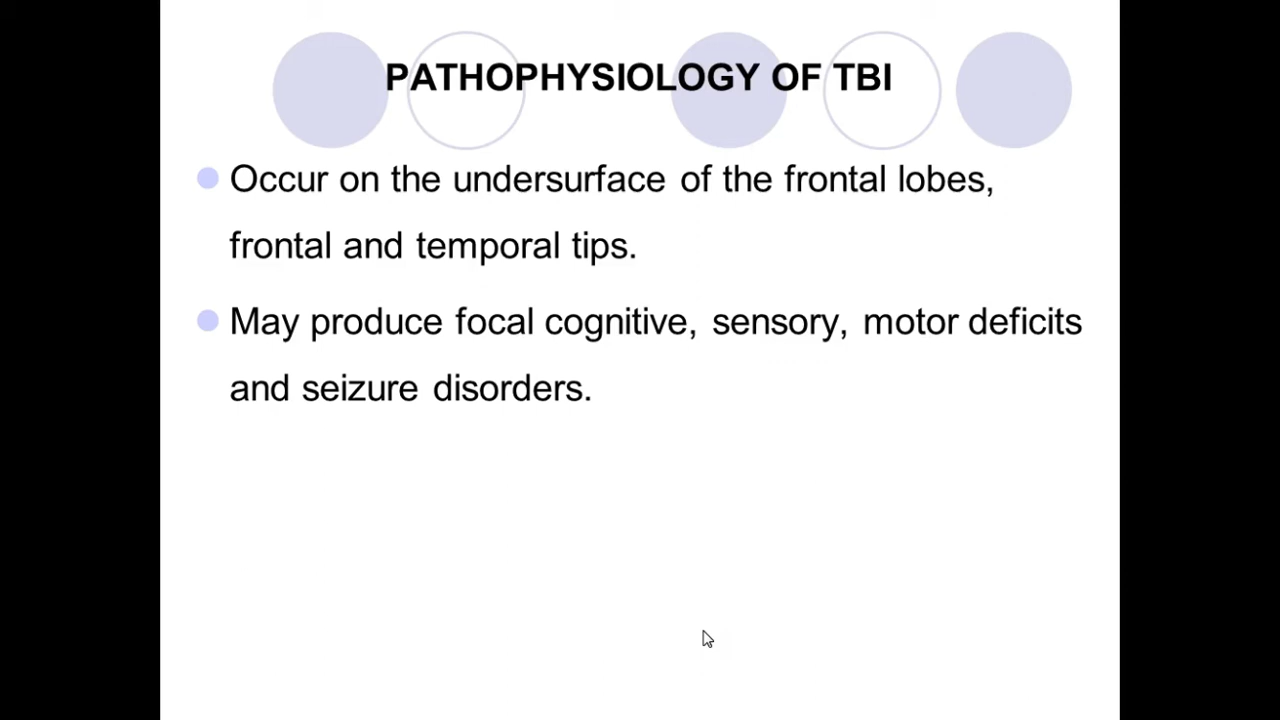 PATHOPHYSIOLOGY OF TBI
Occur on the undersurface of the frontal lobes,
frontal and temporal tips.
May produce focal cognitive, sensory, motor deficits
and seizure disorders.